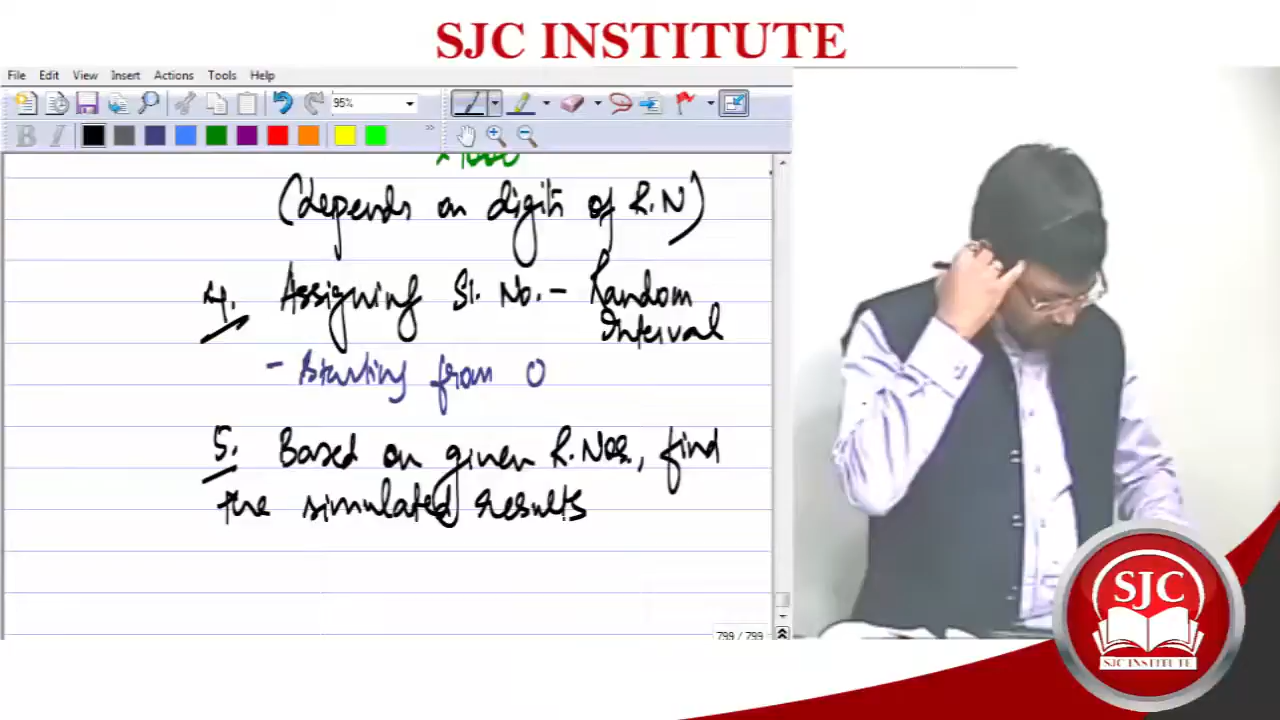 SJC INSTITUTE
File Edit View Insert Actions Tools Help
95%
B I
(depends on digits of R.N)
4. Assigning Sl. No. - Random
Interval
- Starting from 0
5. Based on given R.Nos., find
the simulated results
799 / 799
SJC
SJC INSTITUTE